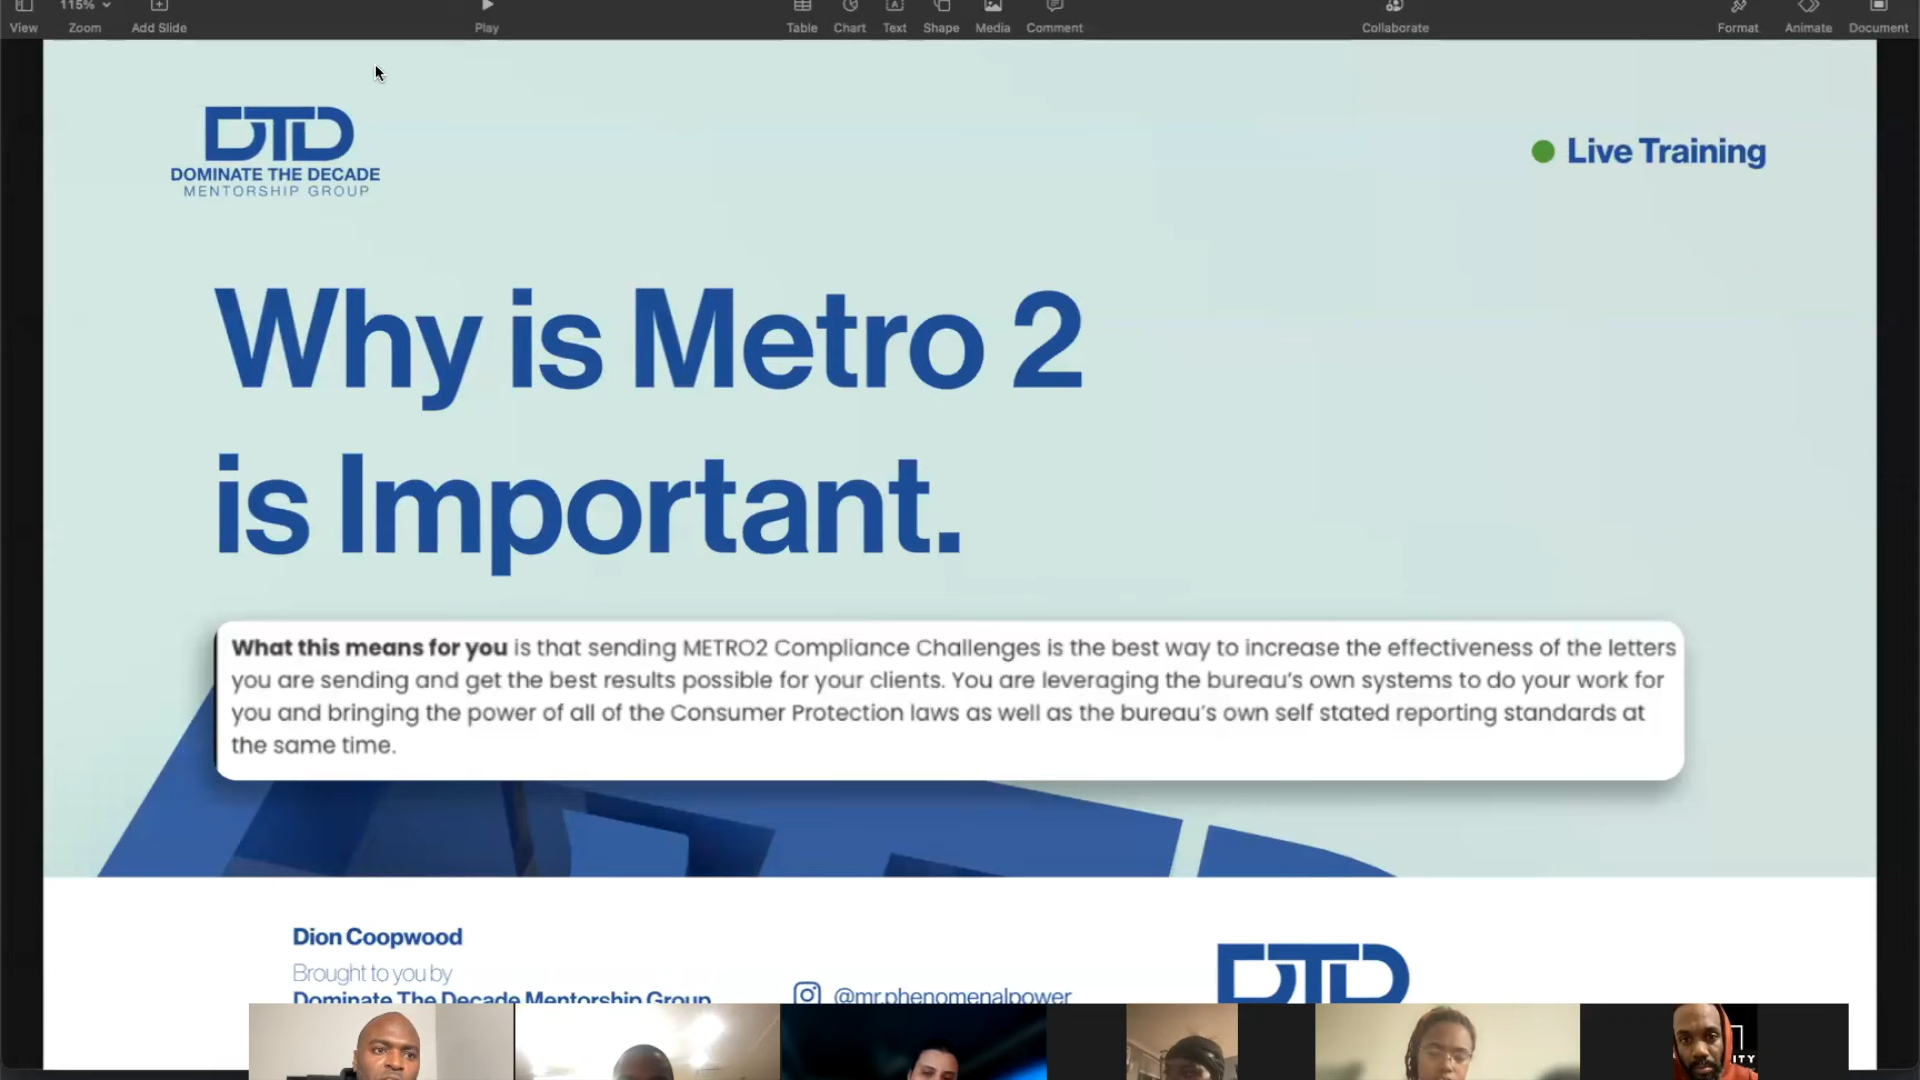 115%
View
Zoom
Add Slide
Play
Table
Chart
Text
Shape
Media
Comment
Collaborate
Format
Animate
Document
DTD
DOMINATE THE DECADE
MENTORSHIP GROUP
Live Training
Why is Metro 2
is Important.
What this means for you is that sending METRO2 Compliance Challenges is the best way to increase the effectiveness of the letters
you are sending and get the best results possible for your clients. You are leveraging the bureau's own systems to do your work for
you and bringing the power of all of the Consumer Protection laws as well as the bureau's own self stated reporting standards at
the same time.
Dion Coopwood
Brought to you by
Dominate The Decade Mentorship Group
@mr.phenomenalpower
DTD
ITY